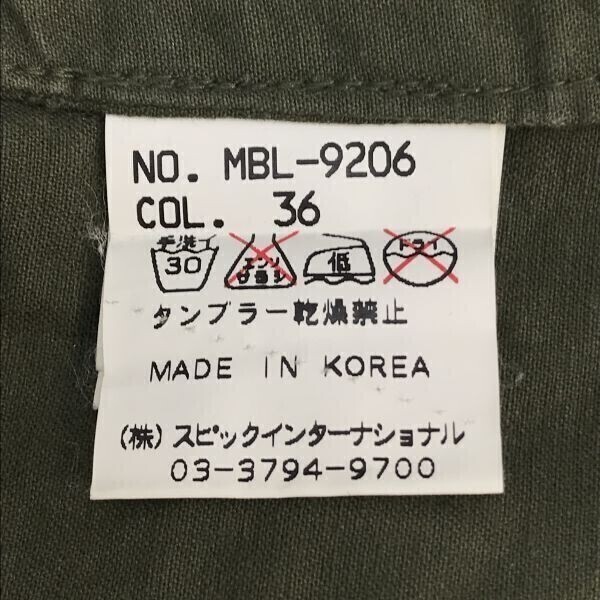 NO. MBL-9206
COL. 36
手洗イ
30
エンソ
サラシ
低
ドライ
タンブラー乾燥禁止
MADE IN KOREA
(株)スピックインターナショナル
03-3794-9700